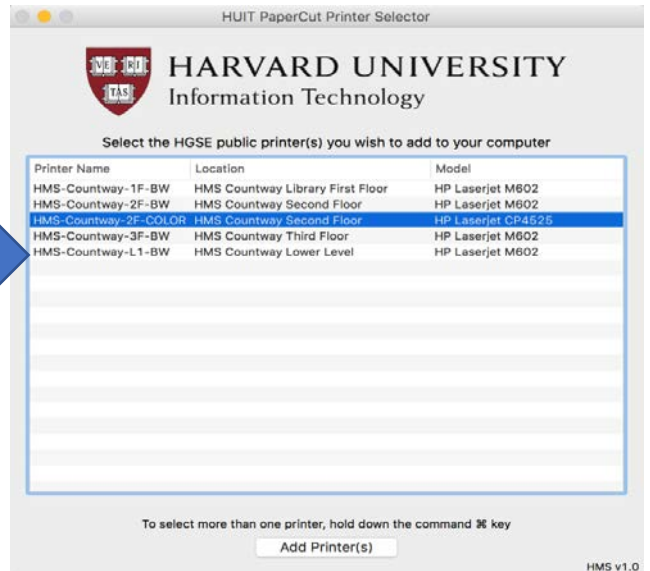 HUIT PaperCut Printer Selector
VE RI
TAS
HARVARD UNIVERSITY
Information Technology
Select the HGSE public printer(s) you wish to add to your computer
Printer Name Location Model
HMS-Countway-1F-BW HMS Countway Library First Floor HP Laserjet M602
HMS-Countway-2F-BW HMS Countway Second Floor HP Laserjet M602
HMS-Countway-2F-COLOR HMS Countway Second Floor HP Laserjet CP4525
HMS-Countway-3F-BW HMS Countway Third Floor HP Laserjet M602
HMS-Countway-L1-BW HMS Countway Lower Level HP Laserjet M602
To select more than one printer, hold down the command ⌘ key
Add Printer(s)
HMS v1.0